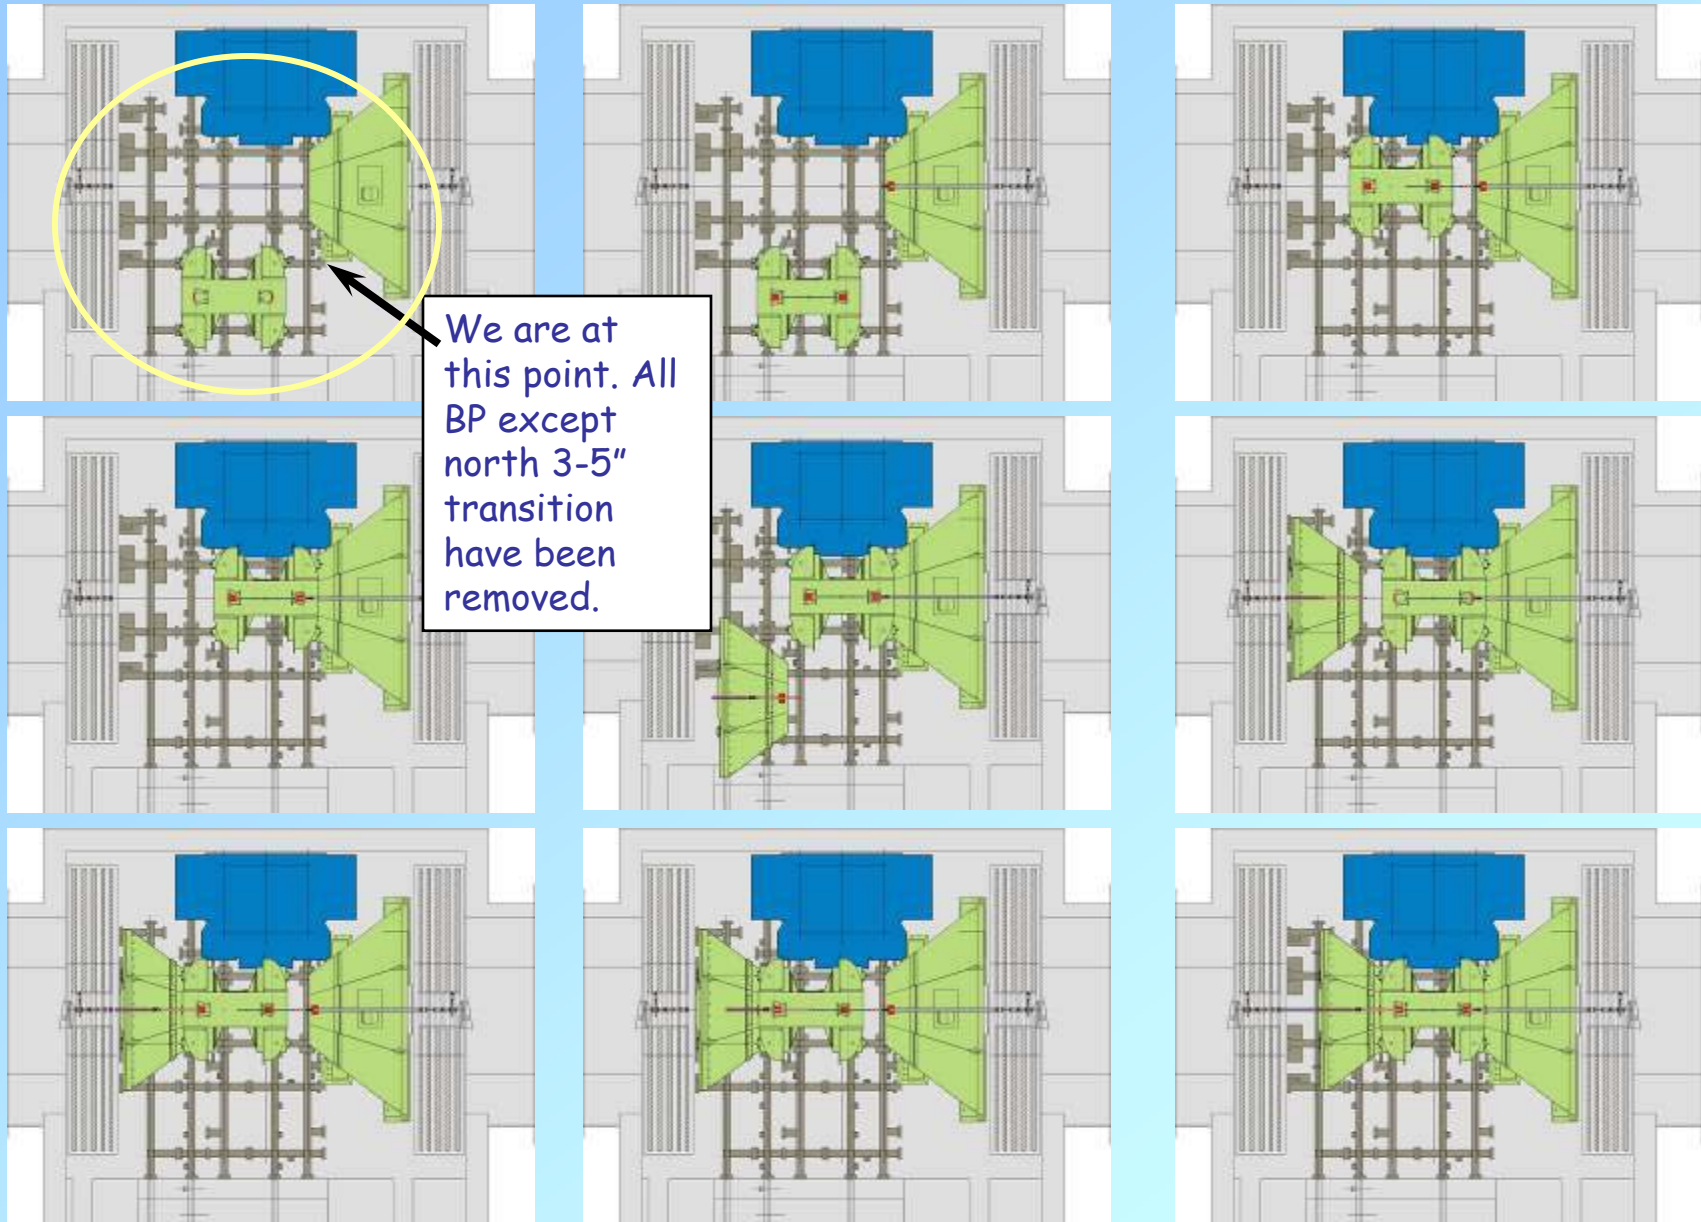 We are at
this point. All
BP except
north 3-5"
transition
have been
removed.